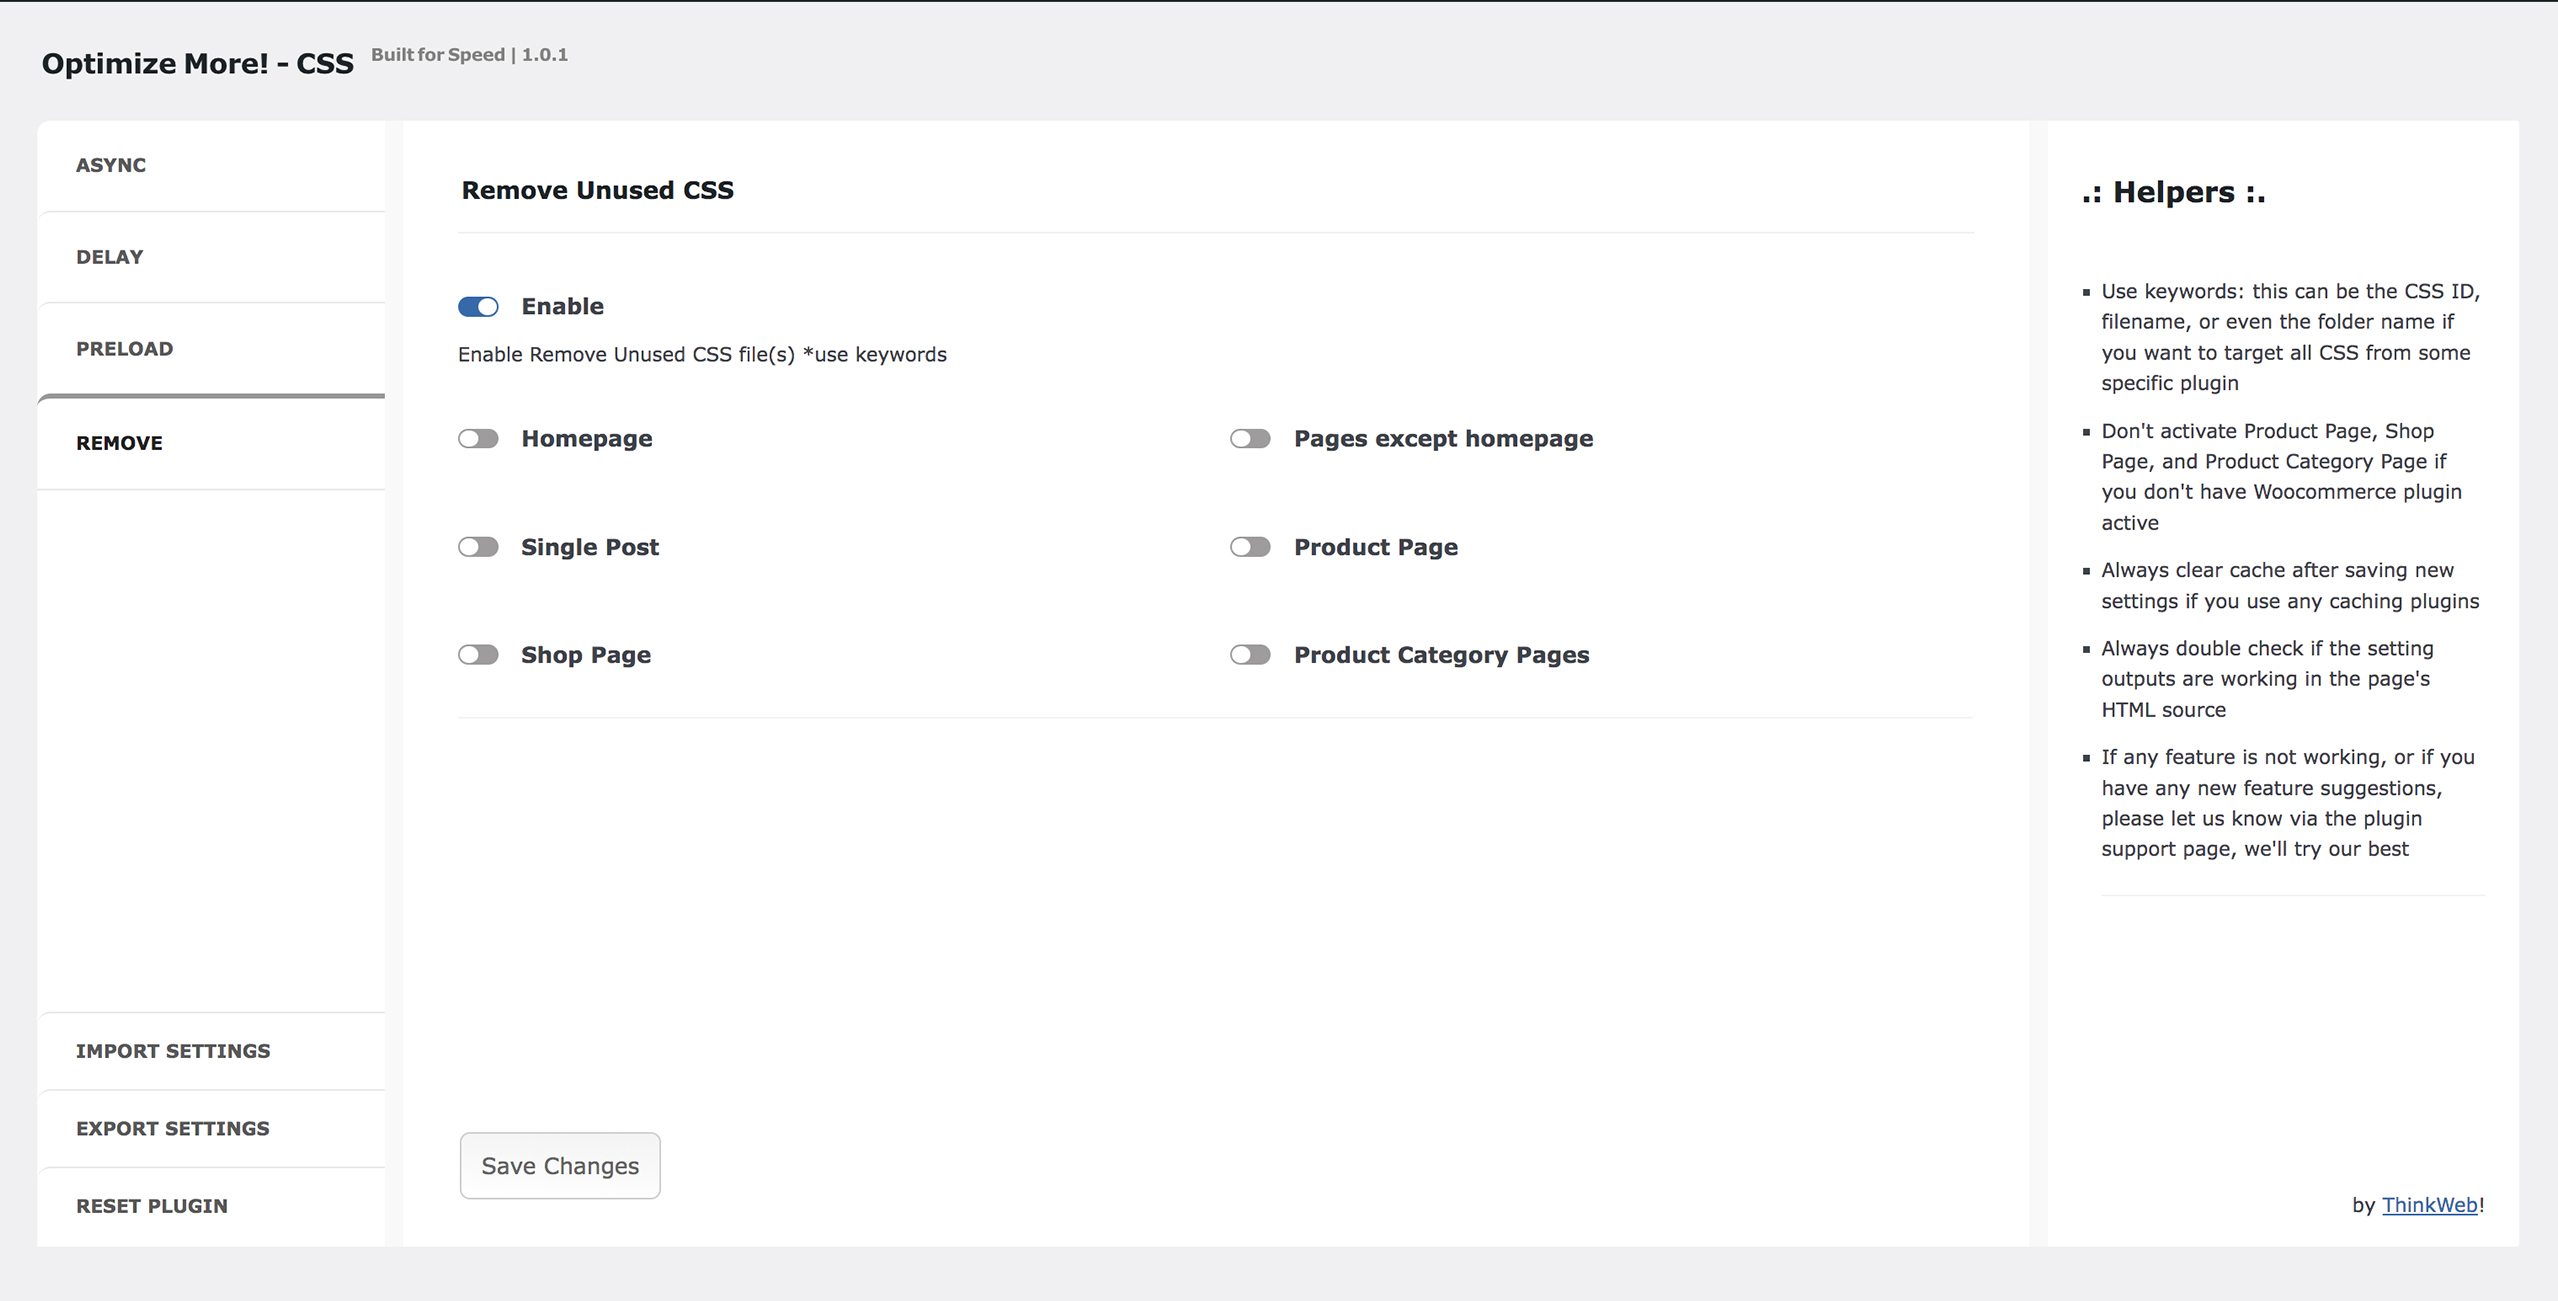 Optimize More! - CSS Built for Speed | 1.0.1
ASYNC
DELAY
PRELOAD
REMOVE
IMPORT SETTINGS
EXPORT SETTINGS
RESET PLUGIN
Remove Unused CSS
Enable
Enable Remove Unused CSS file(s) *use keywords
Homepage
Pages except homepage
Single Post
Product Page
Shop Page
Product Category Pages
Save Changes
.: Helpers :.
Use keywords: this can be the CSS ID,
filename, or even the folder name if
you want to target all CSS from some
specific plugin
Don't activate Product Page, Shop
Page, and Product Category Page if
you don't have Woocommerce plugin
active
Always clear cache after saving new
settings if you use any caching plugins
Always double check if the setting
outputs are working in the page's
HTML source
If any feature is not working, or if you
have any new feature suggestions,
please let us know via the plugin
support page, we'll try our best
by ThinkWeb!